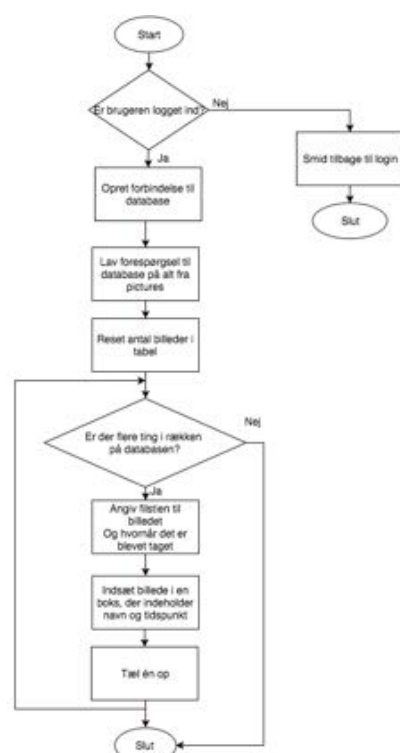 Start
Er brugeren logget ind?
Nej
Ja
Smid tilbage til login
Slut
Opret forbindelse til
database
Lav forespørgsel til
database på alt fra
pictures
Reset antal billeder i
tabel
Nej
Er der flere ting i rækken
på databasen?
Ja
Angiv filstien til
billedet
Og hvornår det er
blevet taget
Indsæt billede i en
boks, der indeholder
navn og tidspunkt
Tæl én op
Slut